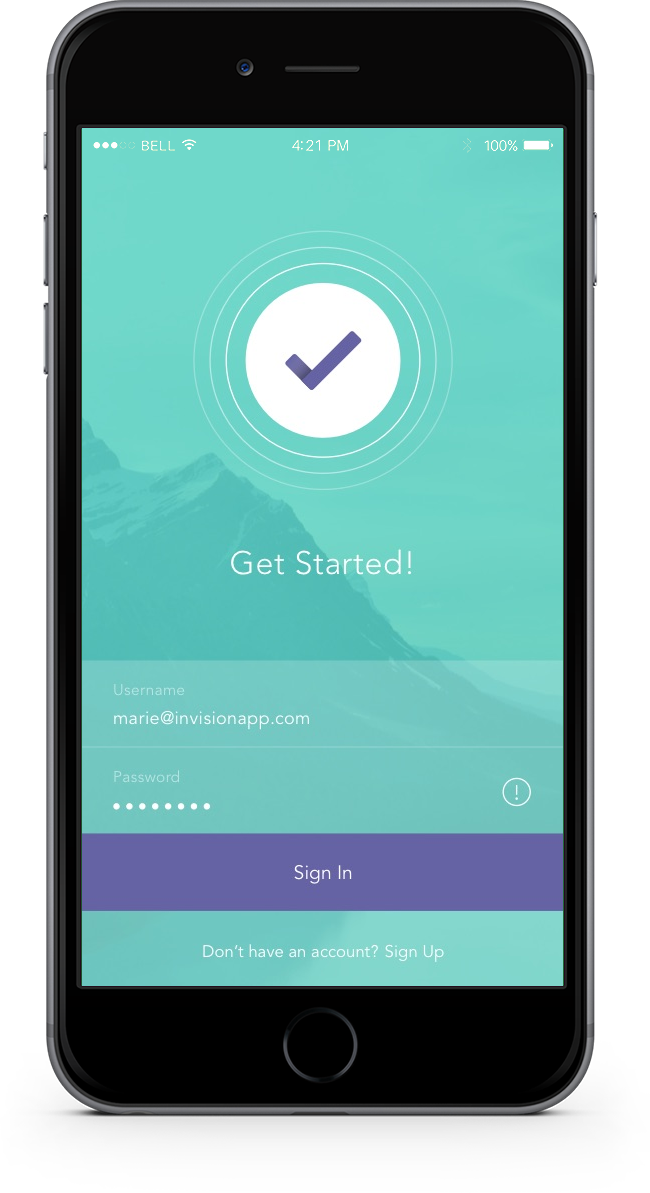 BELL 4:21 PM 100%
Get Started!
Username
marie@invisionapp.com
Password
!
Sign In
Don't have an account? Sign Up